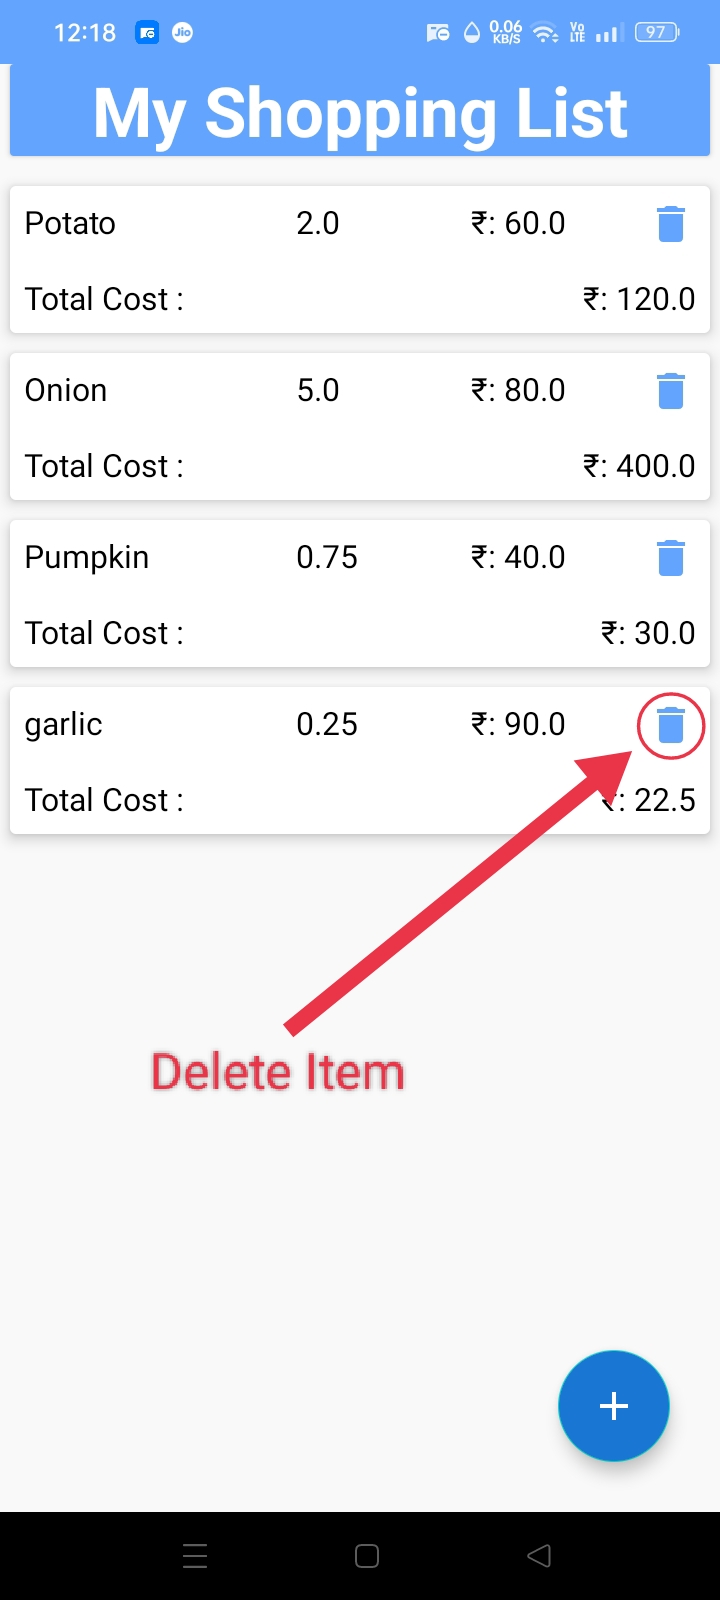 12:18 Jio 0.06 KB/S Vo LTE 97
My Shopping List
Potato 2.0 ₹: 60.0
Total Cost : ₹: 120.0
Onion 5.0 ₹: 80.0
Total Cost : ₹: 400.0
Pumpkin 0.75 ₹: 40.0
Total Cost : ₹: 30.0
garlic 0.25 ₹: 90.0
Total Cost : ₹: 22.5
Delete Item